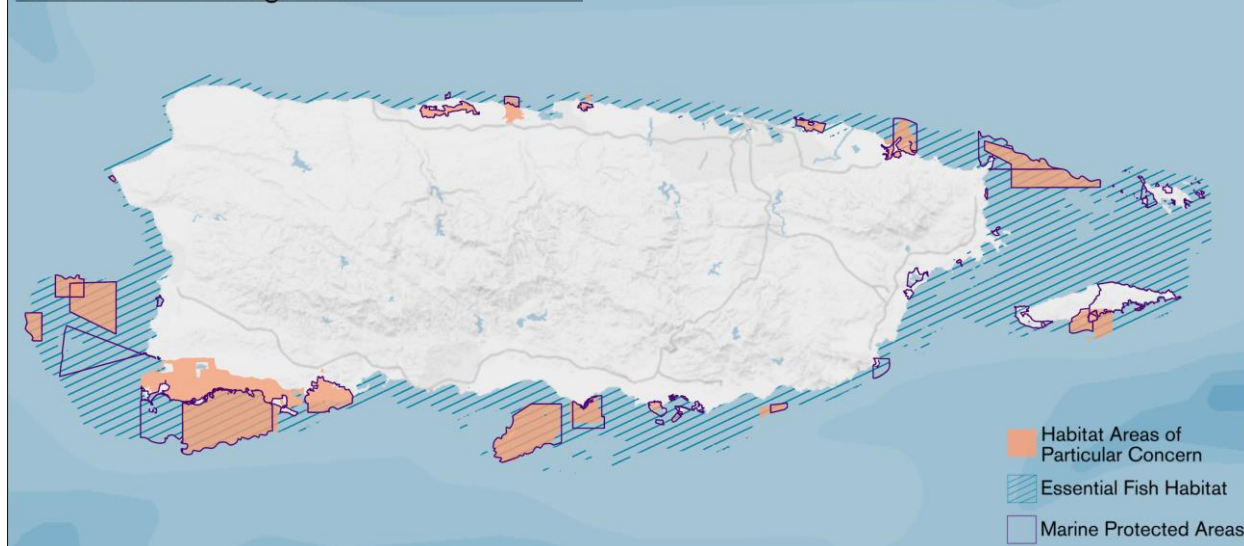 Habitat Areas of
Particular Concern
Essential Fish Habitat
Marine Protected Areas